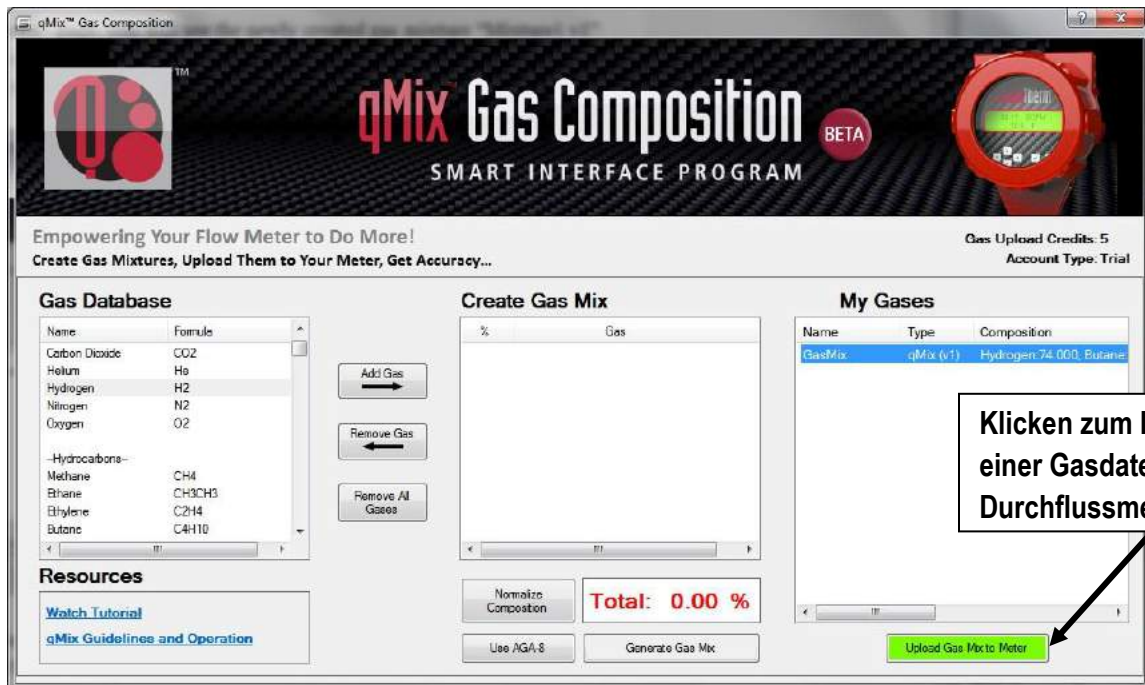 qMix™ Gas Composition
TM
qMix Gas Composition BETA
SMART INTERFACE PROGRAM
Empowering Your Flow Meter to Do More!
Create Gas Mixtures, Upload Them to Your Meter, Get Accuracy...
Gas Upload Credits: 5
Account Type: Trial
Gas Database
Name Formula
Carbon Dioxide CO2
Helium He
Hydrogen H2
Nitrogen N2
Oxygen O2
--Hydrocarbons--
Methane CH4
Ethane CH3CH3
Ethylene C2H4
Butane C4H10
Add Gas
Remove Gas
Remove All
Gases
Create Gas Mix
% Gas
My Gases
Name Type Composition
GasMix qMix (v1) Hydrogen:74.000, Butane:
Klicken zum
einer Gasdate
Durchflussme
Resources
Watch Tutorial
qMix Guidelines and Operation
Normalize
Composition
Total: 0.00 %
Use AGA-8
Generate Gas Mix
Upload Gas Mix to Meter